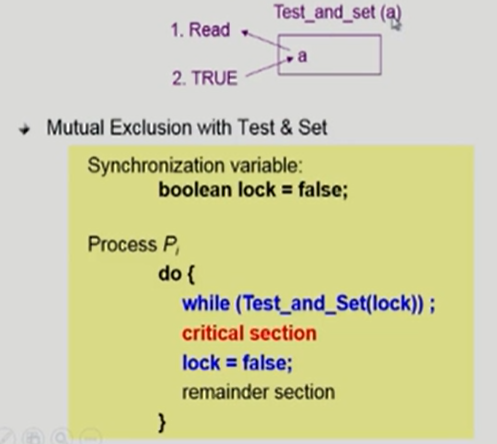 Test_and_set (a)
1. Read
a
2. TRUE
Mutual Exclusion with Test & Set
Synchronization variable:
boolean lock = false;
Process Pi
do {
while (Test_and_Set(lock)) ;
critical section
lock = false;
remainder section
}